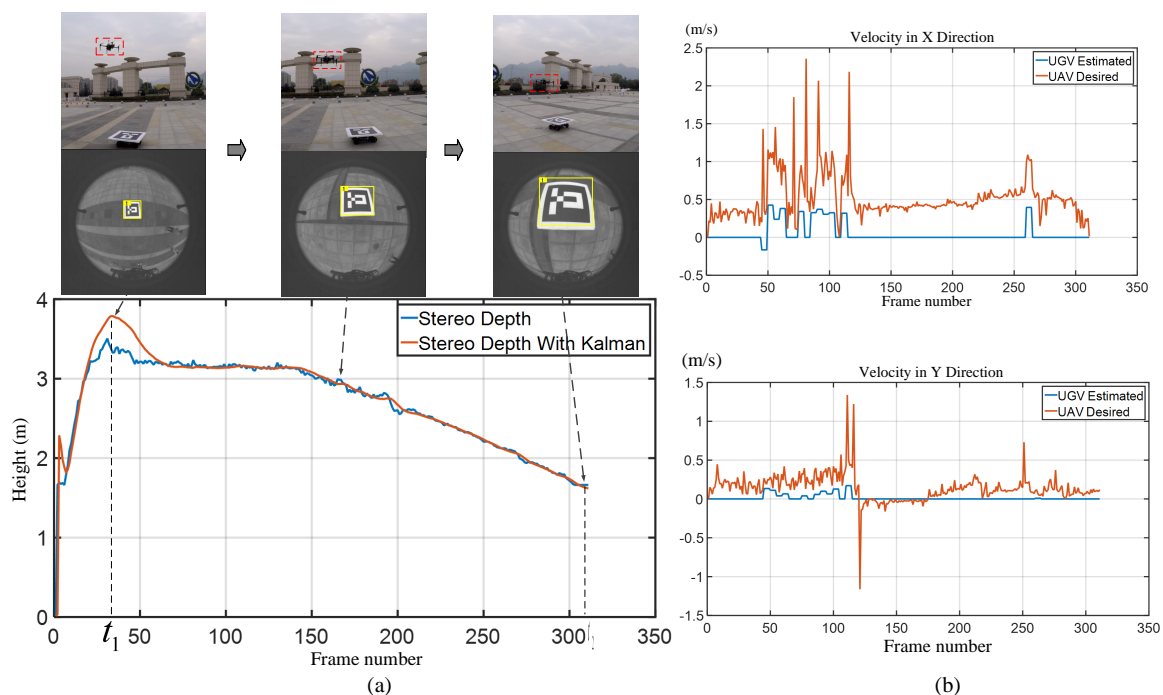 4
3
2
1
0
Height (m)
Stereo Depth
Stereo Depth With Kalman
0
50
100
150
200
250
300
350
t1
Frame number
(a)
(m/s)
Velocity in X Direction
UGV Estimated
UAV Desired
2.5
2
1.5
1
0.5
0
-0.5
0
50
100
150
200
250
300
350
Frame number
(m/s)
Velocity in Y Direction
UGV Estimated
UAV Desired
1.5
1
0.5
0
-0.5
-1
-1.5
0
50
100
150
200
250
300
350
Frame number
(b)